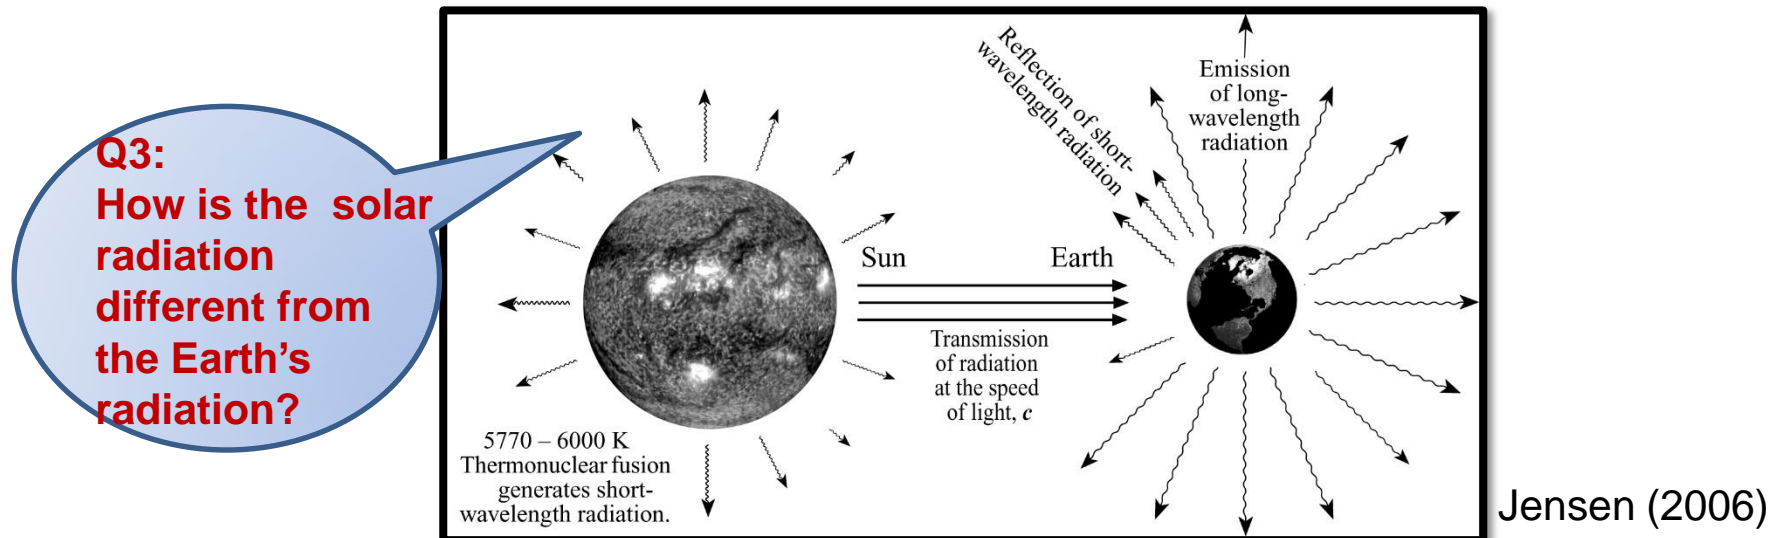 Q3:
How is the solar
radiation
different from
the Earth’s
radiation?
Reflection of short-
wavelength radiation
Emission
of long-
wavelength
radiation
Sun
Earth
Transmission
of radiation
at the speed
of light, c
5770 – 6000 K
Thermonuclear fusion
generates short-
wavelength radiation.
Jensen (2006)